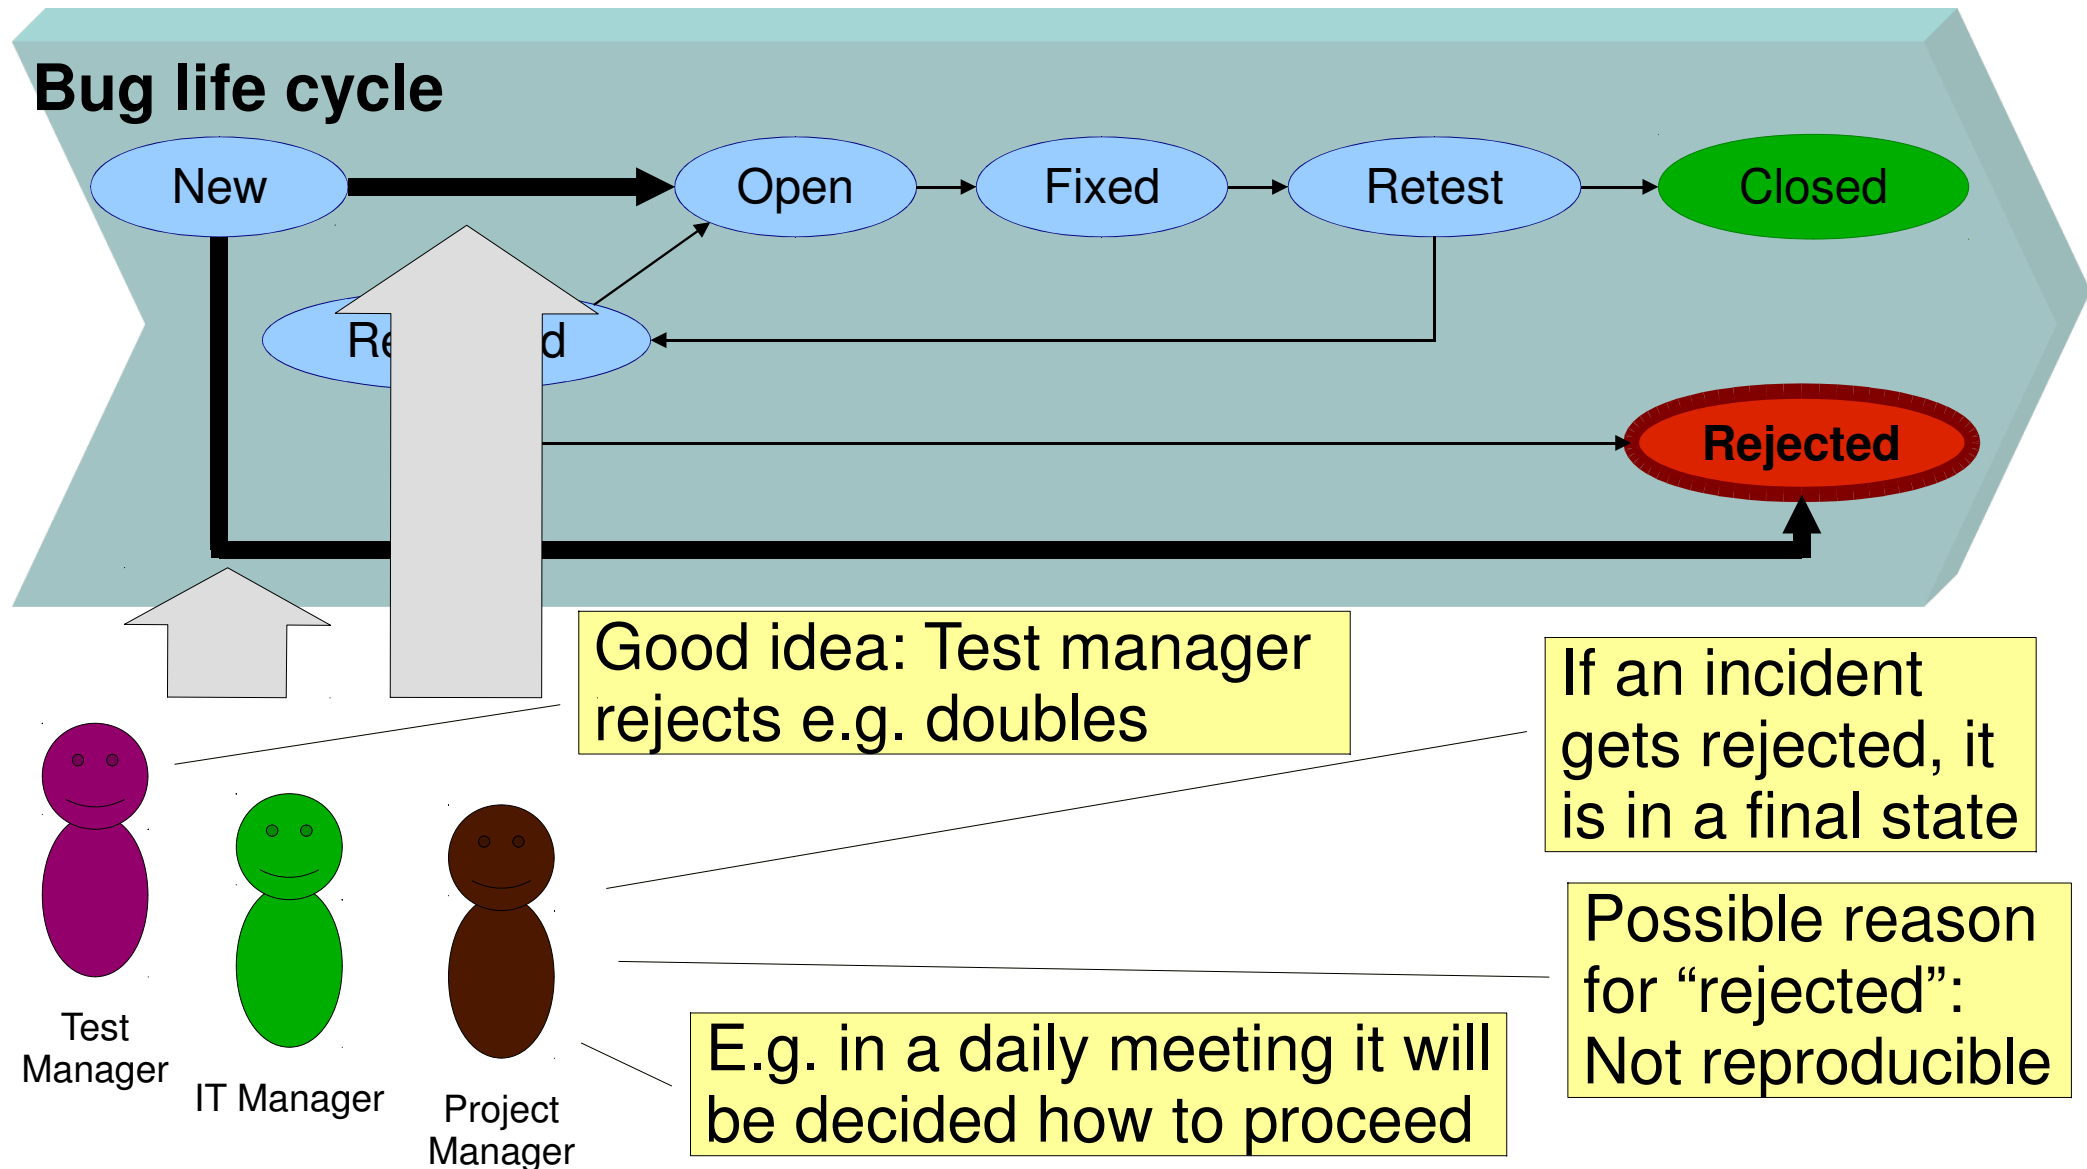 Bug life cycle
New
Open
Fixed
Retest
Closed
Rejected
Good idea: Test manager
rejects e.g. doubles
If an incident
gets rejected, it
is in a final state
Possible reason
for “rejected”:
Not reproducible
E.g. in a daily meeting it will
be decided how to proceed
Test
Manager
IT Manager
Project
Manager